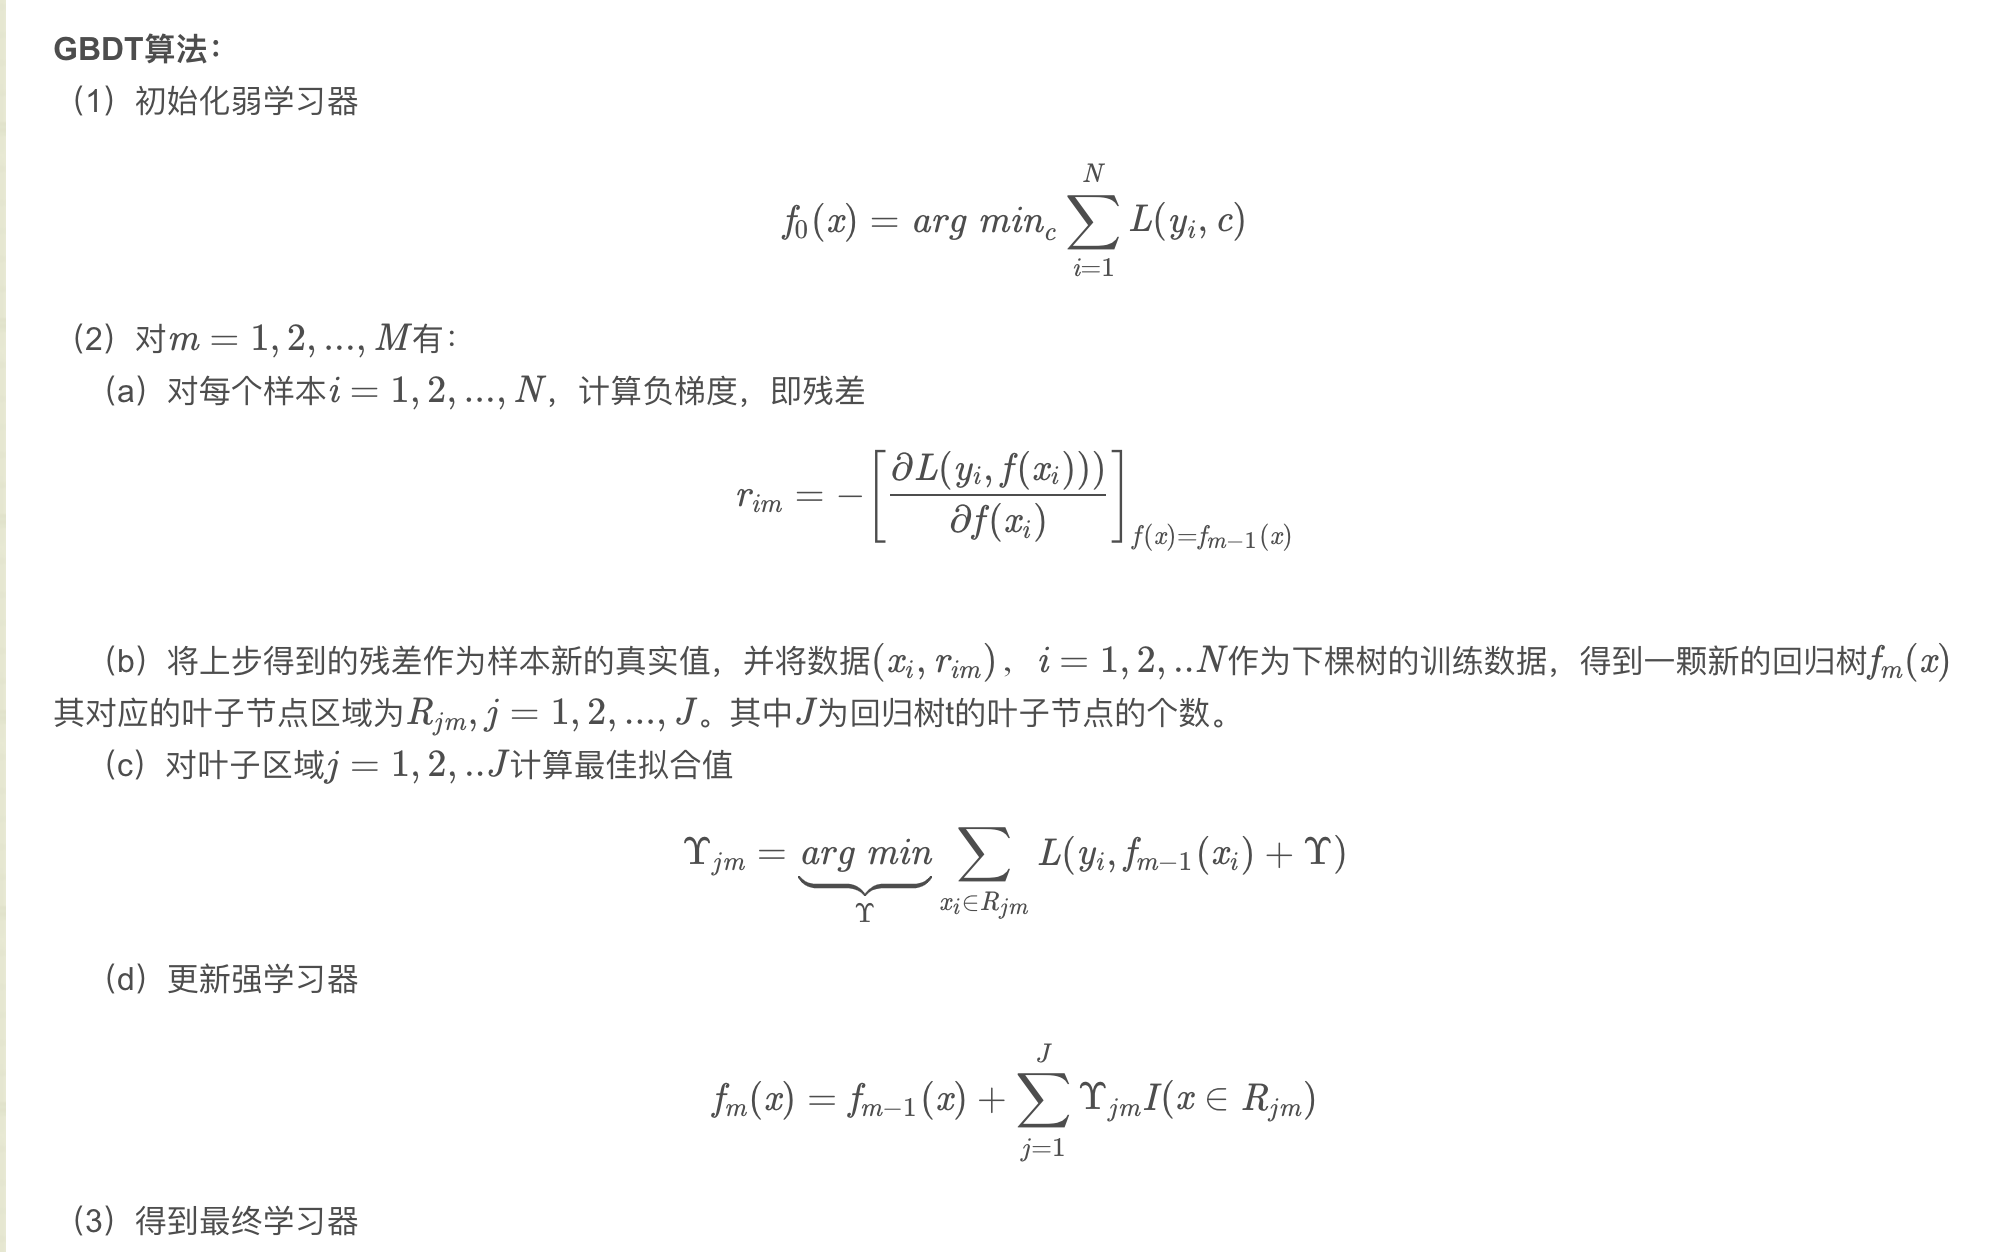 GBDT算法：
（1）初始化弱学习器
$f_0(x) = arg\ min_c \sum_{i=1}^{N} L(y_i, c)$
（2）对$m = 1, 2, ..., M$有：
（a）对每个样本$i = 1, 2, ..., N$，计算负梯度，即残差
$r_{im} = -\left[\frac{\partial L(y_i, f(x_i)))}{\partial f(x_i)}\right]_{f(x)=f_{m-1}(x)}$
（b）将上步得到的残差作为样本新的真实值，并将数据$(x_i, r_{im})$，$i = 1, 2, ..N$作为下棵树的训练数据，得到一颗新的回归树$f_m(x)$
其对应的叶子节点区域为$R_{jm}, j = 1, 2, ..., J$。其中$J$为回归树t的叶子节点的个数。
（c）对叶子区域$j = 1, 2, ..J$计算最佳拟合值
$\Upsilon_{jm} = \underbrace{arg\ min}_{\Upsilon} \sum_{x_i \in R_{jm}} L(y_i, f_{m-1}(x_i) + \Upsilon)$
（d）更新强学习器
$f_m(x) = f_{m-1}(x) + \sum_{j=1}^{J} \Upsilon_{jm} I(x \in R_{jm})$
（3）得到最终学习器